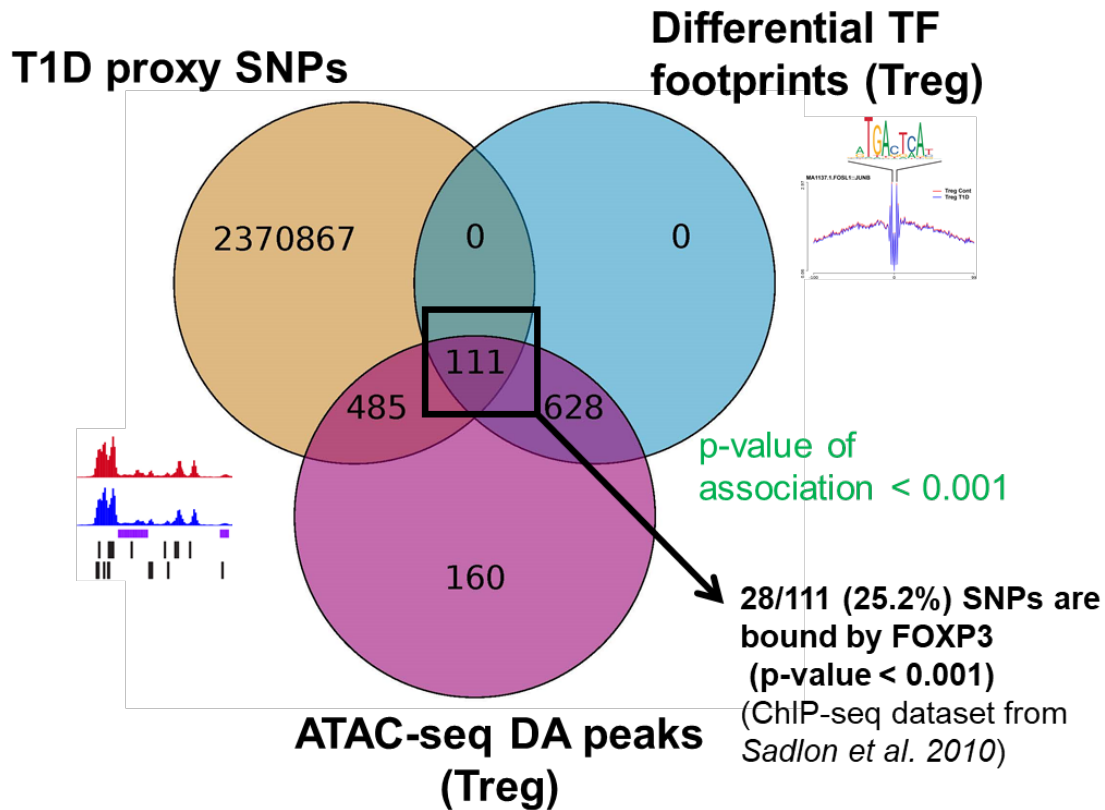 T1D proxy SNPs
Differential TF
footprints (Treg)
MA1137.1.FOSL1::JUNB
Treg Cont
Treg T1D
-100
0
2370867
0
0
111
485
628
160
p-value of
association < 0.001
28/111 (25.2%) SNPs are
bound by FOXP3
(p-value < 0.001)
(ChIP-seq dataset from
Sadlon et al. 2010)
ATAC-seq DA peaks
(Treg)